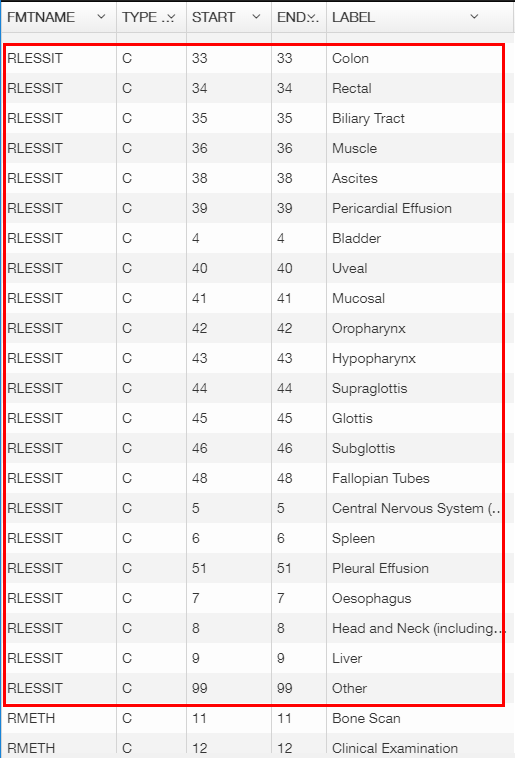 FMTNAME TYPE ... START END... LABEL
RLESSIT C 33 33 Colon
RLESSIT C 34 34 Rectal
RLESSIT C 35 35 Biliary Tract
RLESSIT C 36 36 Muscle
RLESSIT C 38 38 Ascites
RLESSIT C 39 39 Pericardial Effusion
RLESSIT C 4 4 Bladder
RLESSIT C 40 40 Uveal
RLESSIT C 41 41 Mucosal
RLESSIT C 42 42 Oropharynx
RLESSIT C 43 43 Hypopharynx
RLESSIT C 44 44 Supraglottis
RLESSIT C 45 45 Glottis
RLESSIT C 46 46 Subglottis
RLESSIT C 48 48 Fallopian Tubes
RLESSIT C 5 5 Central Nervous System (...
RLESSIT C 6 6 Spleen
RLESSIT C 51 51 Pleural Effusion
RLESSIT C 7 7 Oesophagus
RLESSIT C 8 8 Head and Neck (including...
RLESSIT C 9 9 Liver
RLESSIT C 99 99 Other
RMETH C 11 11 Bone Scan
RMETH C 12 12 Clinical Examination